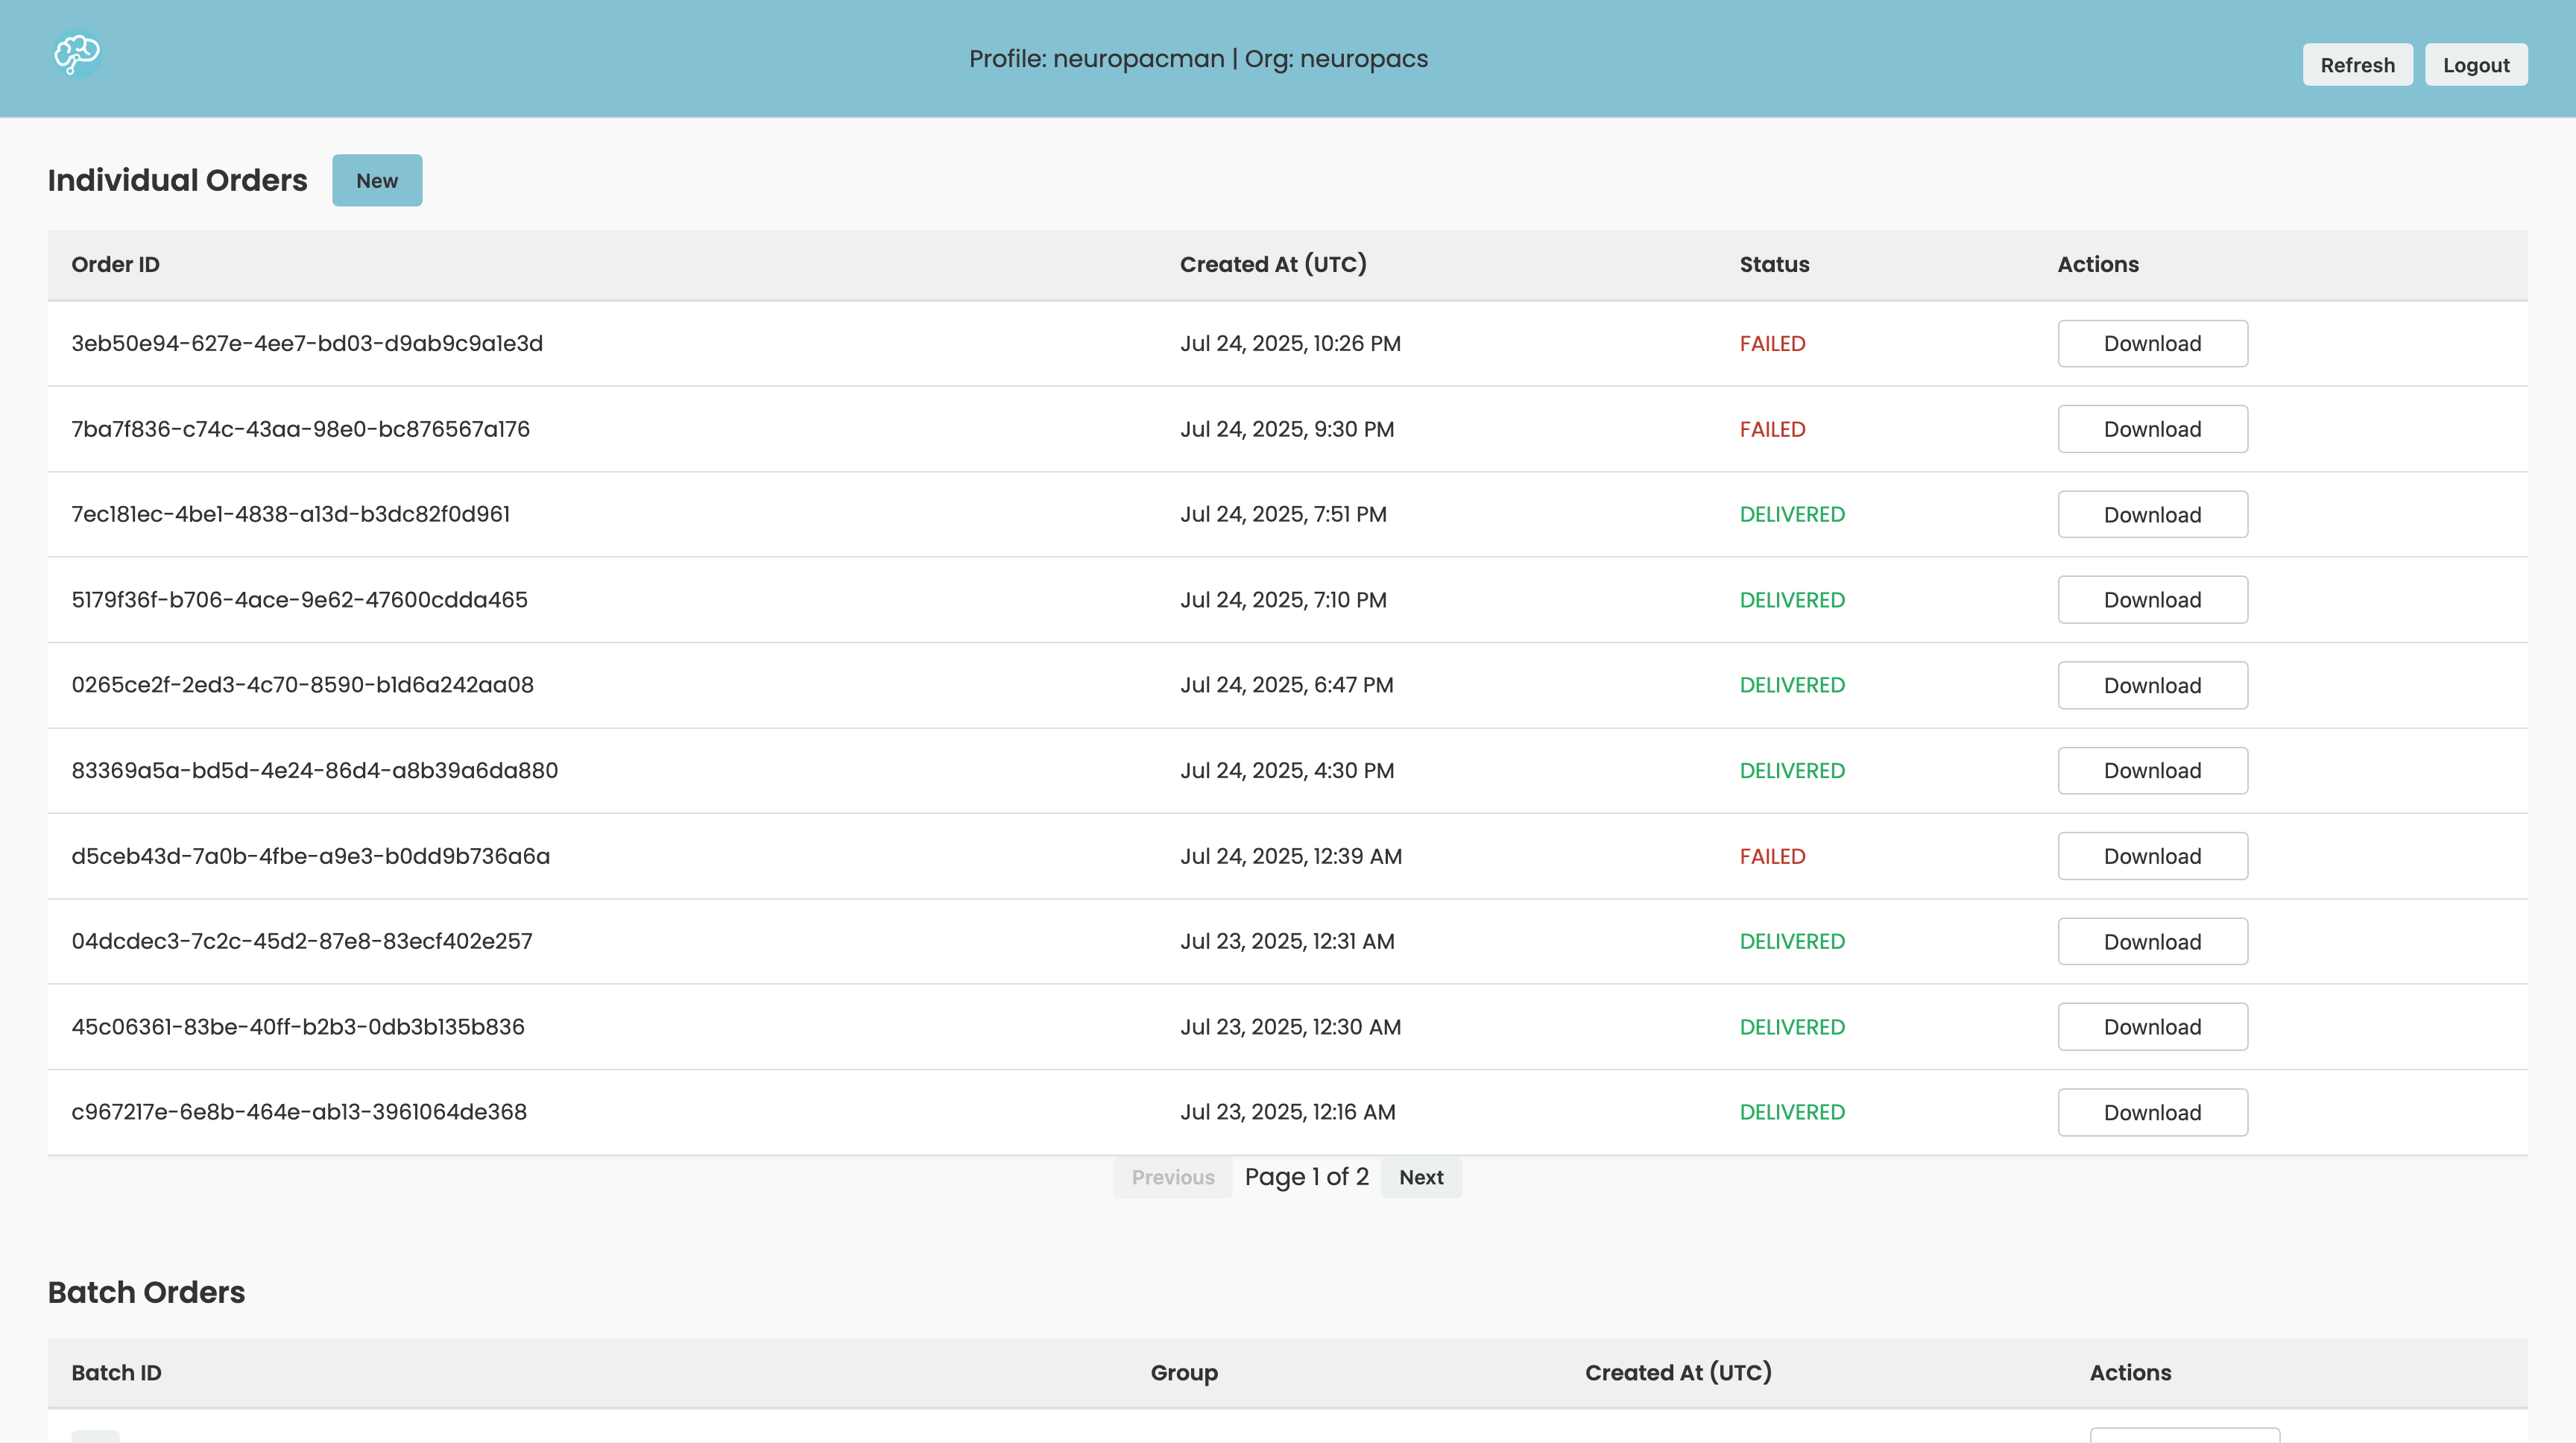 Profile: neuropacman | Org: neuropacs
Refresh Logout
Individual Orders New
Order ID Created At (UTC) Status Actions
3eb50e94-627e-4ee7-bd03-d9ab9c9a1e3d Jul 24, 2025, 10:26 PM FAILED Download
7ba7f836-c74c-43aa-98e0-bc876567a176 Jul 24, 2025, 9:30 PM FAILED Download
7ec181ec-4be1-4838-a13d-b3dc82f0d961 Jul 24, 2025, 7:51 PM DELIVERED Download
5179f36f-b706-4ace-9e62-47600cdda465 Jul 24, 2025, 7:10 PM DELIVERED Download
0265ce2f-2ed3-4c70-8590-b1d6a242aa08 Jul 24, 2025, 6:47 PM DELIVERED Download
83369a5a-bd5d-4e24-86d4-a8b39a6da880 Jul 24, 2025, 4:30 PM DELIVERED Download
d5ceb43d-7a0b-4fbe-a9e3-b0dd9b736a6a Jul 24, 2025, 12:39 AM FAILED Download
04dcdec3-7c2c-45d2-87e8-83ecf402e257 Jul 23, 2025, 12:31 AM DELIVERED Download
45c06361-83be-40ff-b2b3-0db3b135b836 Jul 23, 2025, 12:30 AM DELIVERED Download
c967217e-6e8b-464e-ab13-3961064de368 Jul 23, 2025, 12:16 AM DELIVERED Download
Previous Page 1 of 2 Next
Batch Orders
Batch ID Group Created At (UTC) Actions